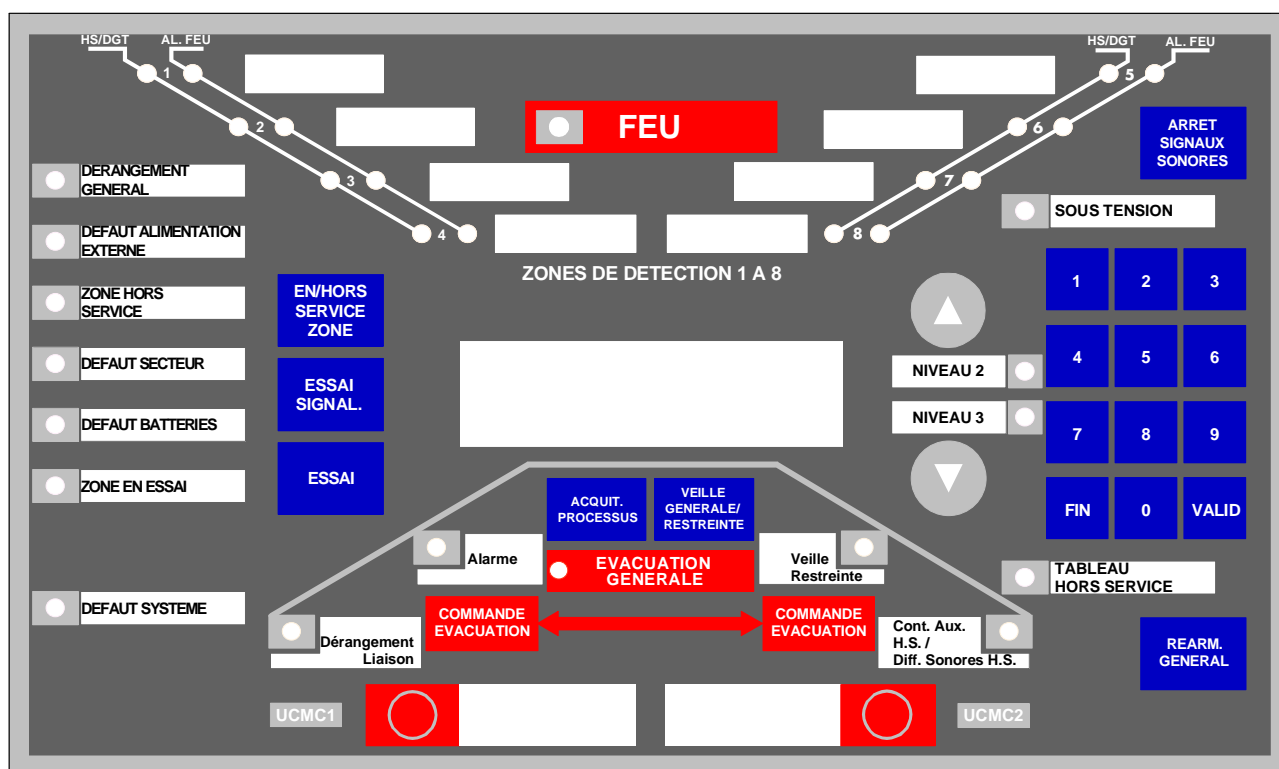 HS/DGT
AL. FEU
HS/DGT
AL. FEU
1
2
3
4
5
6
7
8
FEU
ARRET
SIGNAUX
SONORES
DERANGEMENT
GENERAL
DEFAUT ALIMENTATION
EXTERNE
ZONE HORS
SERVICE
DEFAUT SECTEUR
DEFAUT BATTERIES
ZONE EN ESSAI
DEFAUT SYSTEME
ZONES DE DETECTION 1 A 8
EN/HORS
SERVICE
ZONE
ESSAI
SIGNAL.
ESSAI
SOUS TENSION
NIVEAU 2
NIVEAU 3
1 2 3
4 5 6
7 8 9
FIN 0 VALID
ACQUIT.
PROCESSUS
VEILLE
GENERALE/
RESTREINTE
Alarme
EVACUATION
GENERALE
Veille
Restreinte
TABLEAU
HORS SERVICE
Dérangement
Liaison
COMMANDE
EVACUATION
COMMANDE
EVACUATION
Cont. Aux.
H.S. /
Diff. Sonores H.S.
REARM.
GENERAL
UCMC1
UCMC2